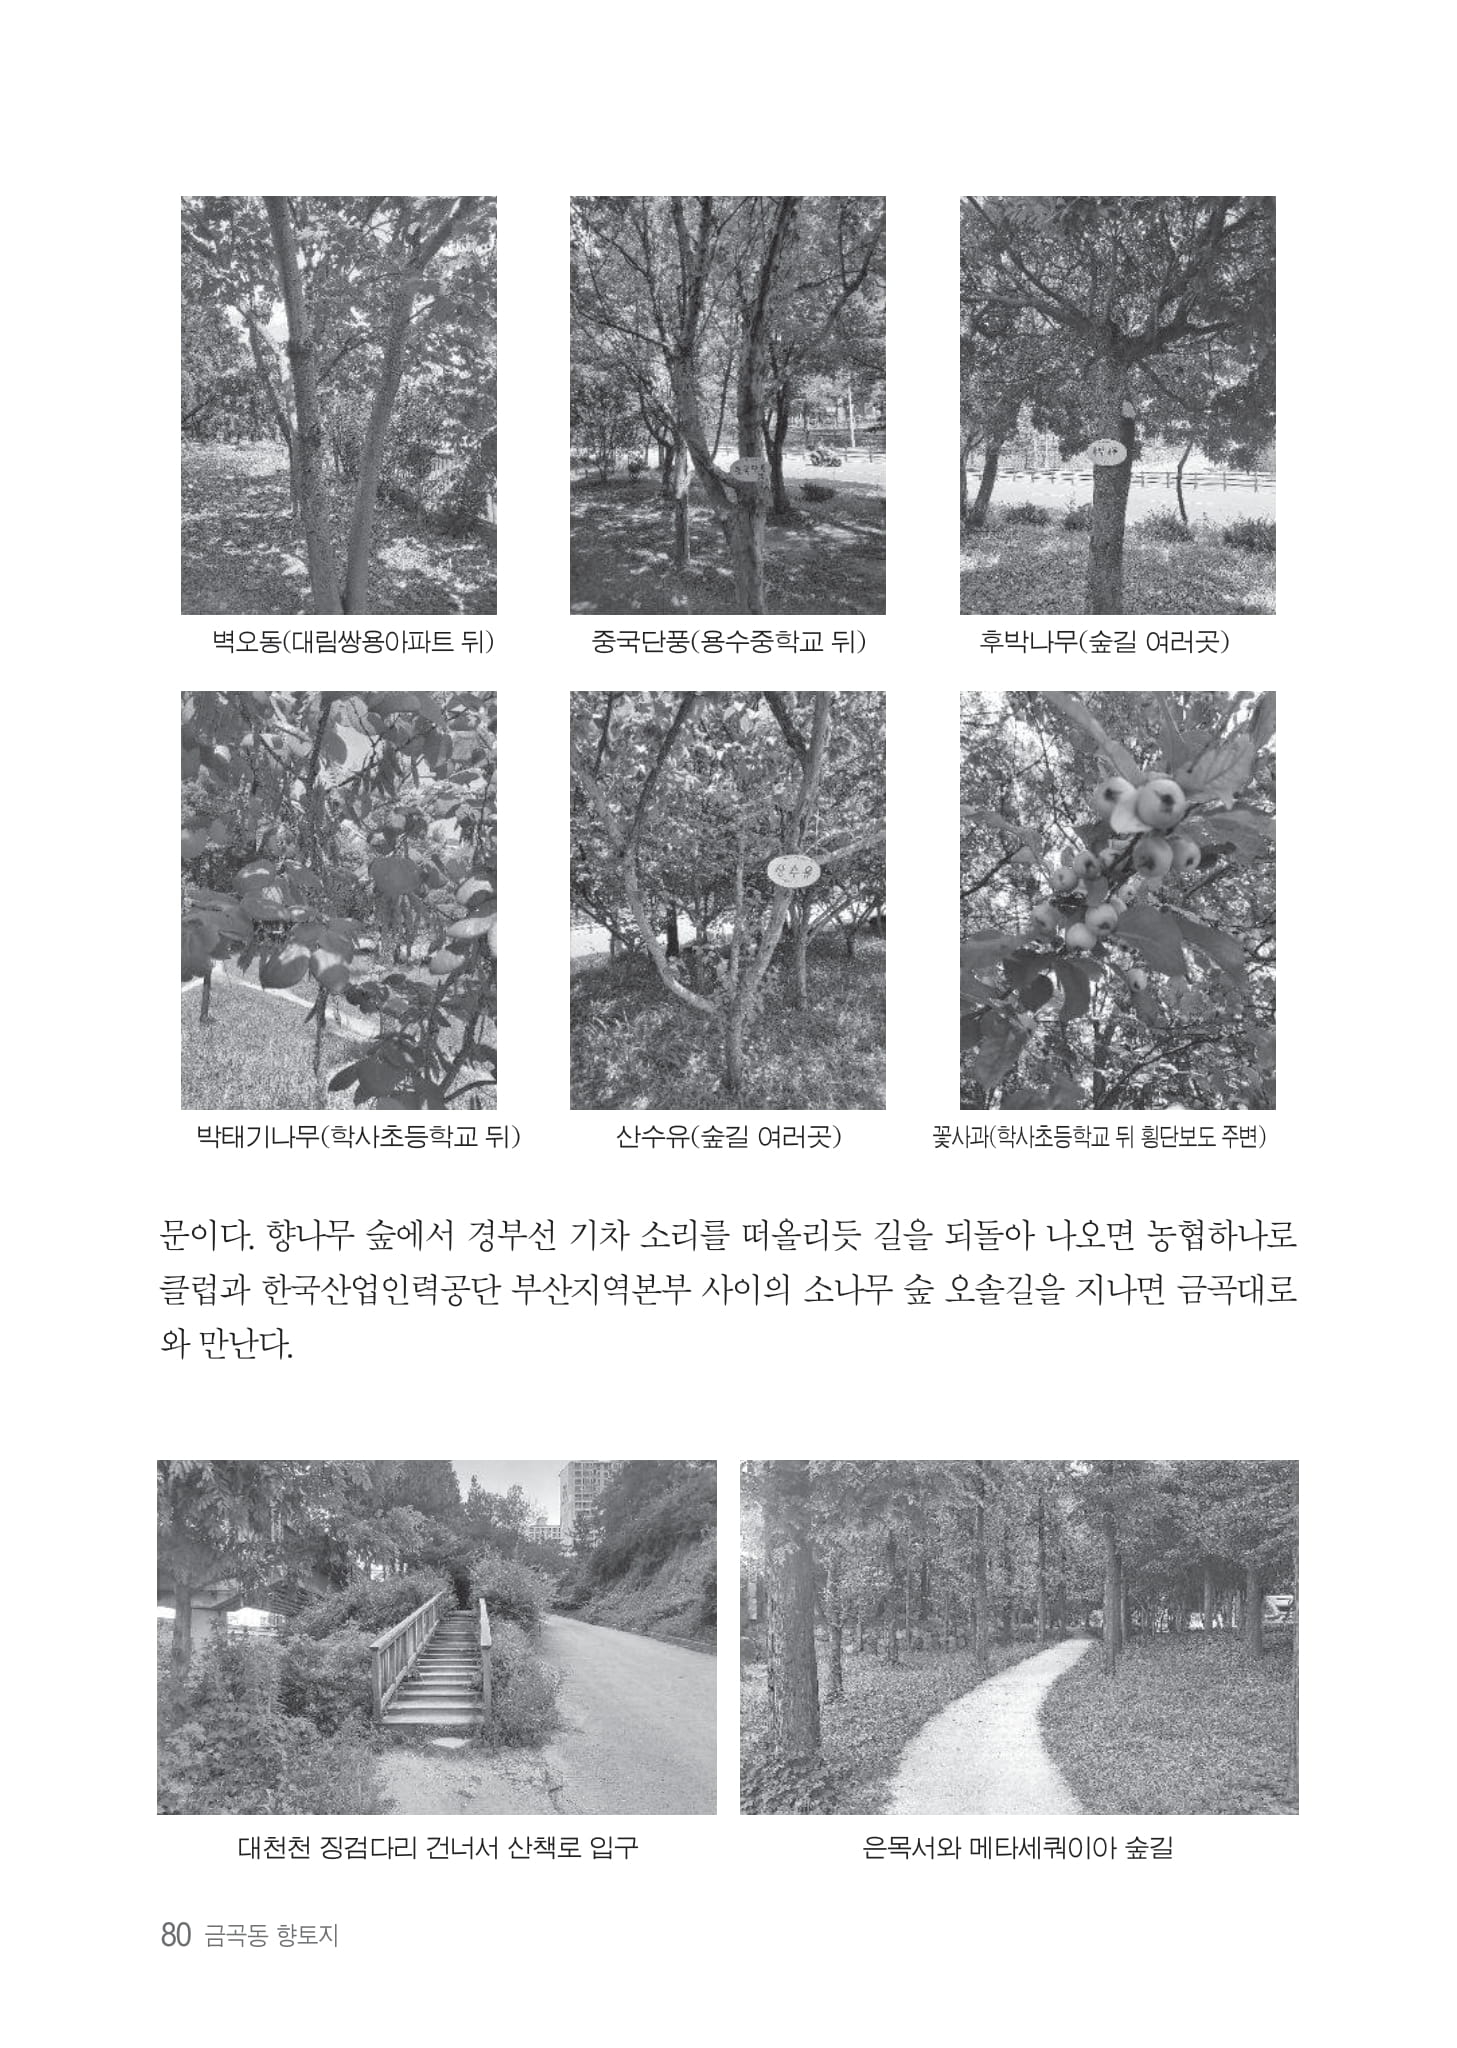 중국단풍
산수유
벽오동(대림쌍용아파트 뒤)
중국단풍(용수중학교 뒤)
후박나무(숲길 여러곳)
박태기나무(학사초등학교 뒤)
산수유(숲길 여러곳)
꽃사과(학사초등학교 뒤 횡단보도 주변)
문이다. 향나무 숲에서 경부선 기차 소리를 떠올리듯 길을 되돌아 나오면 농협하나로
클럽과 한국산업인력공단 부산지역본부 사이의 소나무 숲 오솔길을 지나면 금곡대로
와 만난다.
대천천 징검다리 건너서 산책로 입구
은목서와 메타세쿼이아 숲길
80 금곡동 향토지